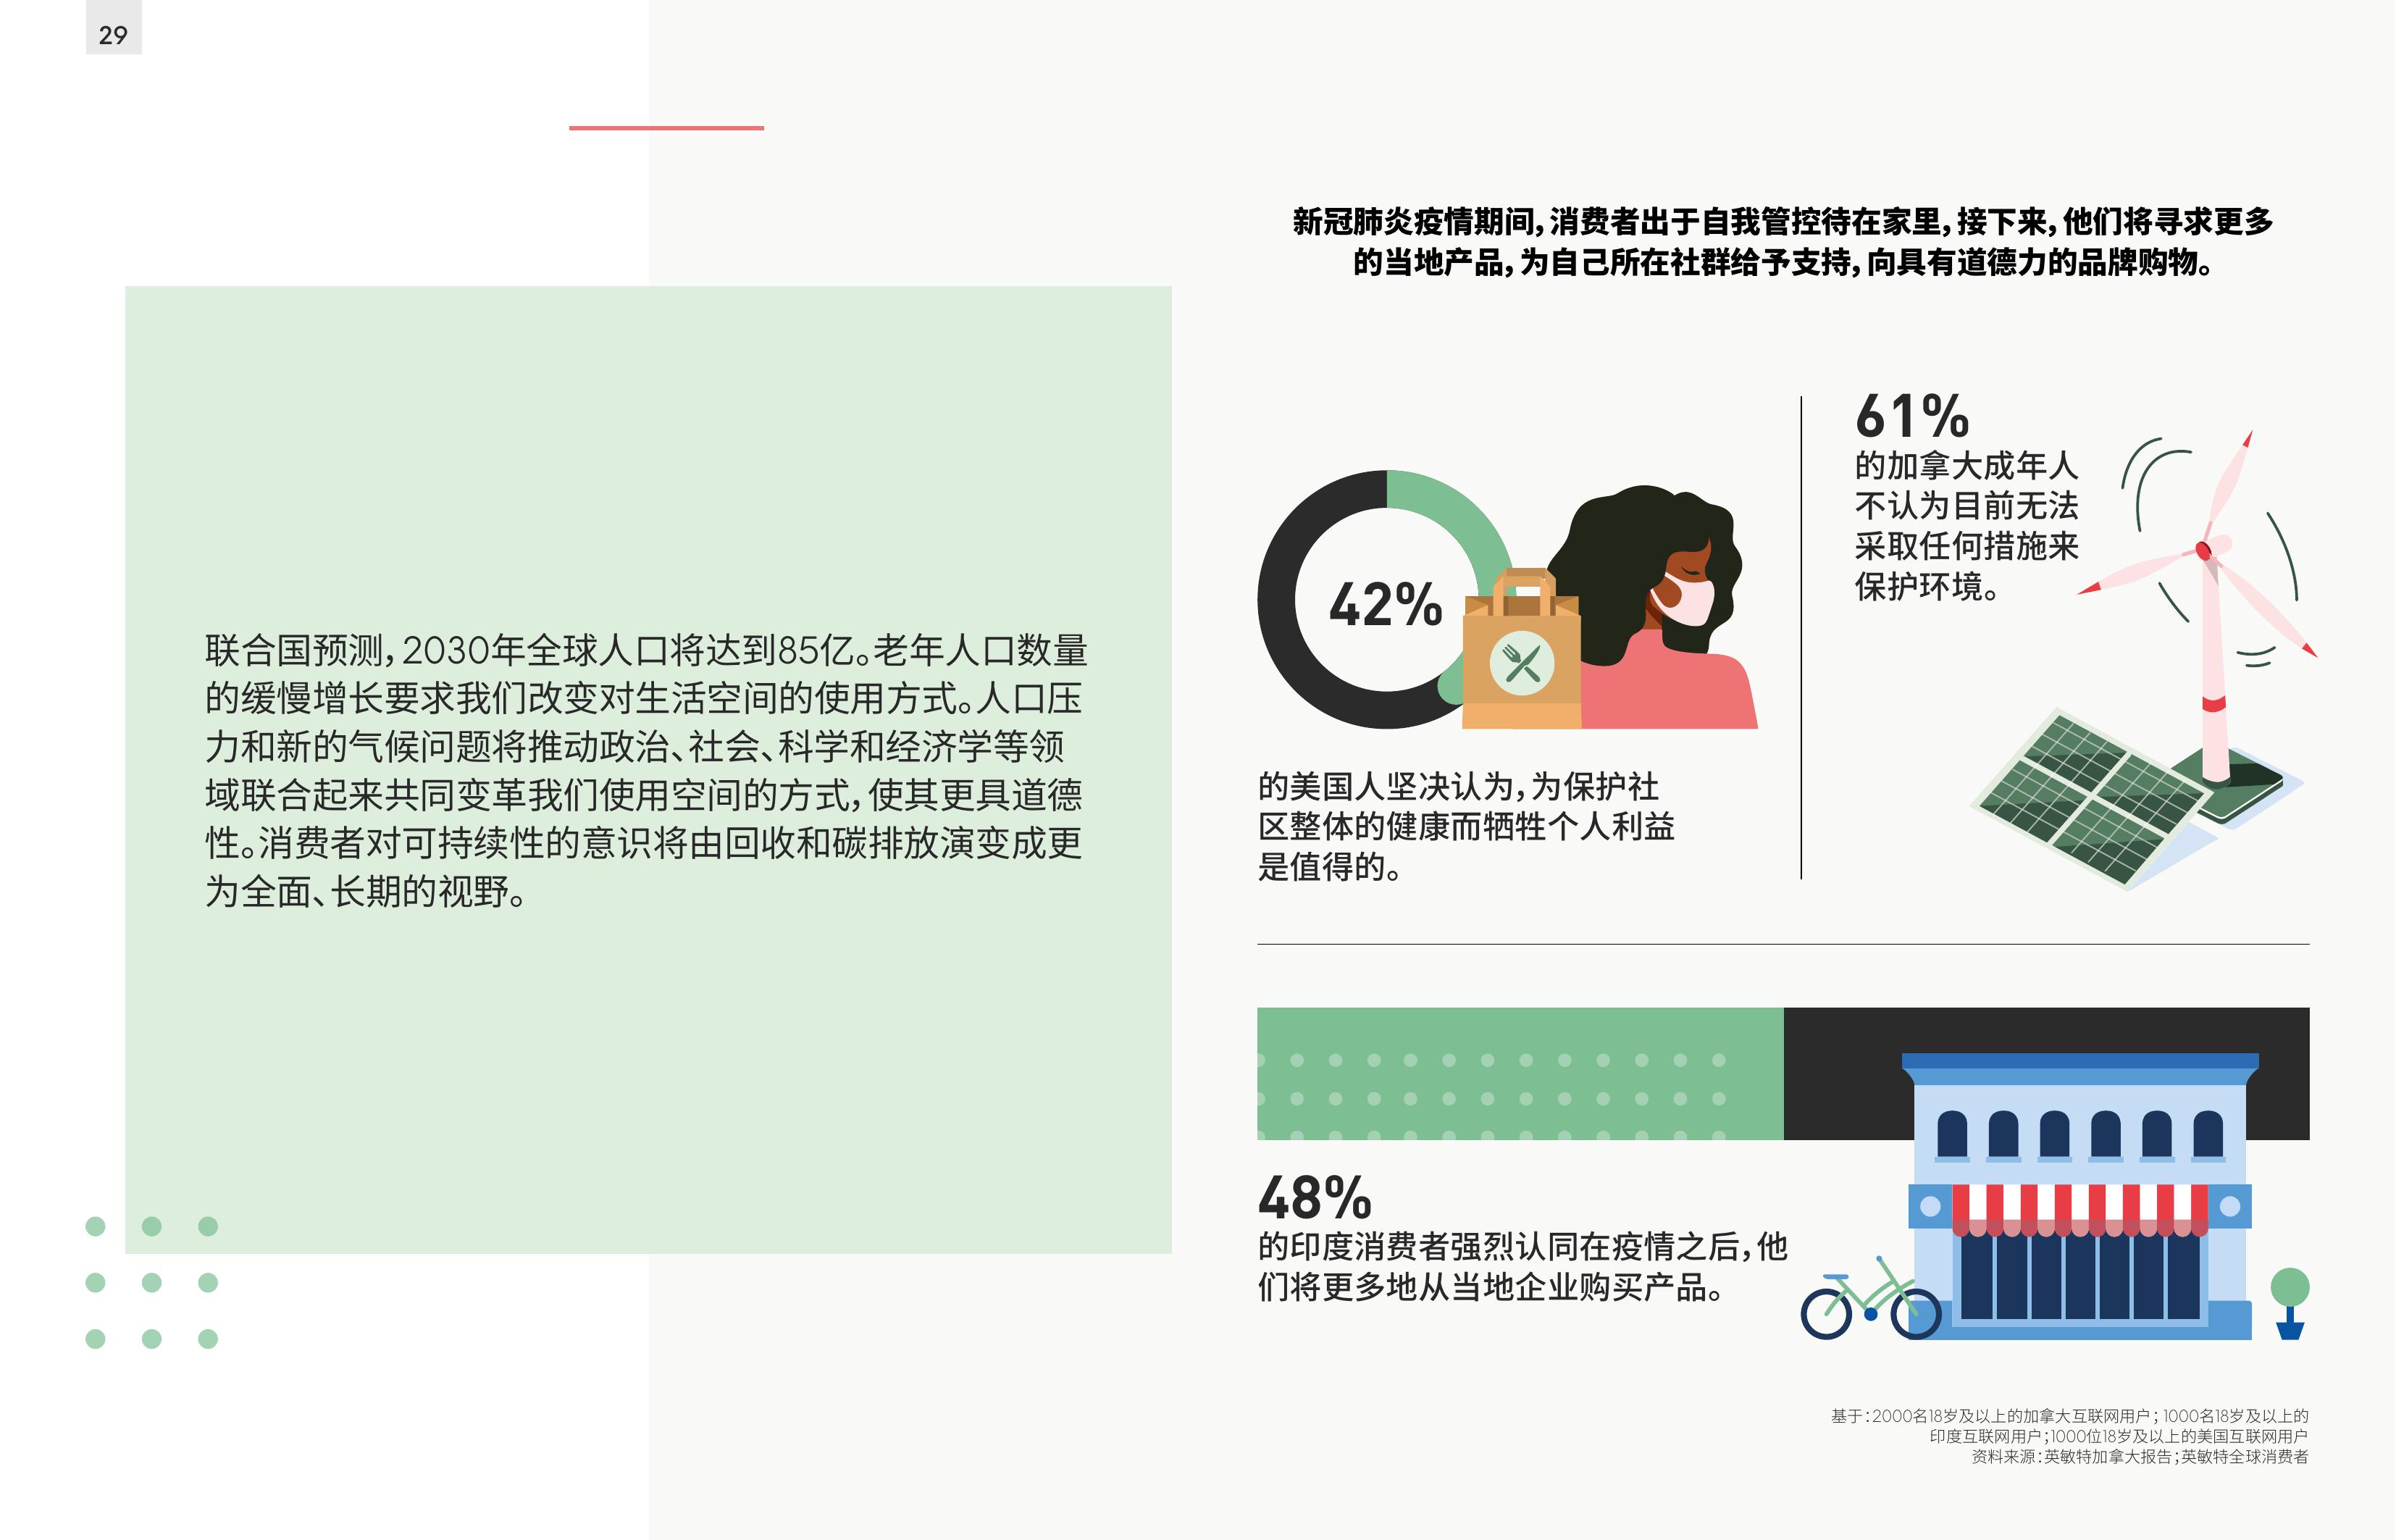 29
新冠肺炎疫情期间，消费者出于自我管控待在家里，接下来，他们将寻求更多
的当地产品，为自己所在社群给予支持，向具有道德力的品牌购物。
联合国预测，2030年全球人口将达到85亿。老年人口数量
的缓慢增长要求我们改变对生活空间的使用方式。人口压
力和新的气候问题将推动政治、社会、科学和经济学等领
域联合起来共同变革我们使用空间的方式，使其更具道德
性。消费者对可持续性的意识将由回收和碳排放演变成更
为全面、长期的视野。
42%
的美国人坚决认为，为保护社
区整体的健康而牺牲个人利益
是值得的。
61%
的加拿大成年人
不认为目前无法
采取任何措施来
保护环境。
48%
的印度消费者强烈认同在疫情之后，他
们将更多地从当地企业购买产品。
基于：2000名18岁及以上的加拿大互联网用户；1000名18岁及以上的
印度互联网用户；1000位18岁及以上的美国互联网用户
资料来源：英敏特加拿大报告；英敏特全球消费者